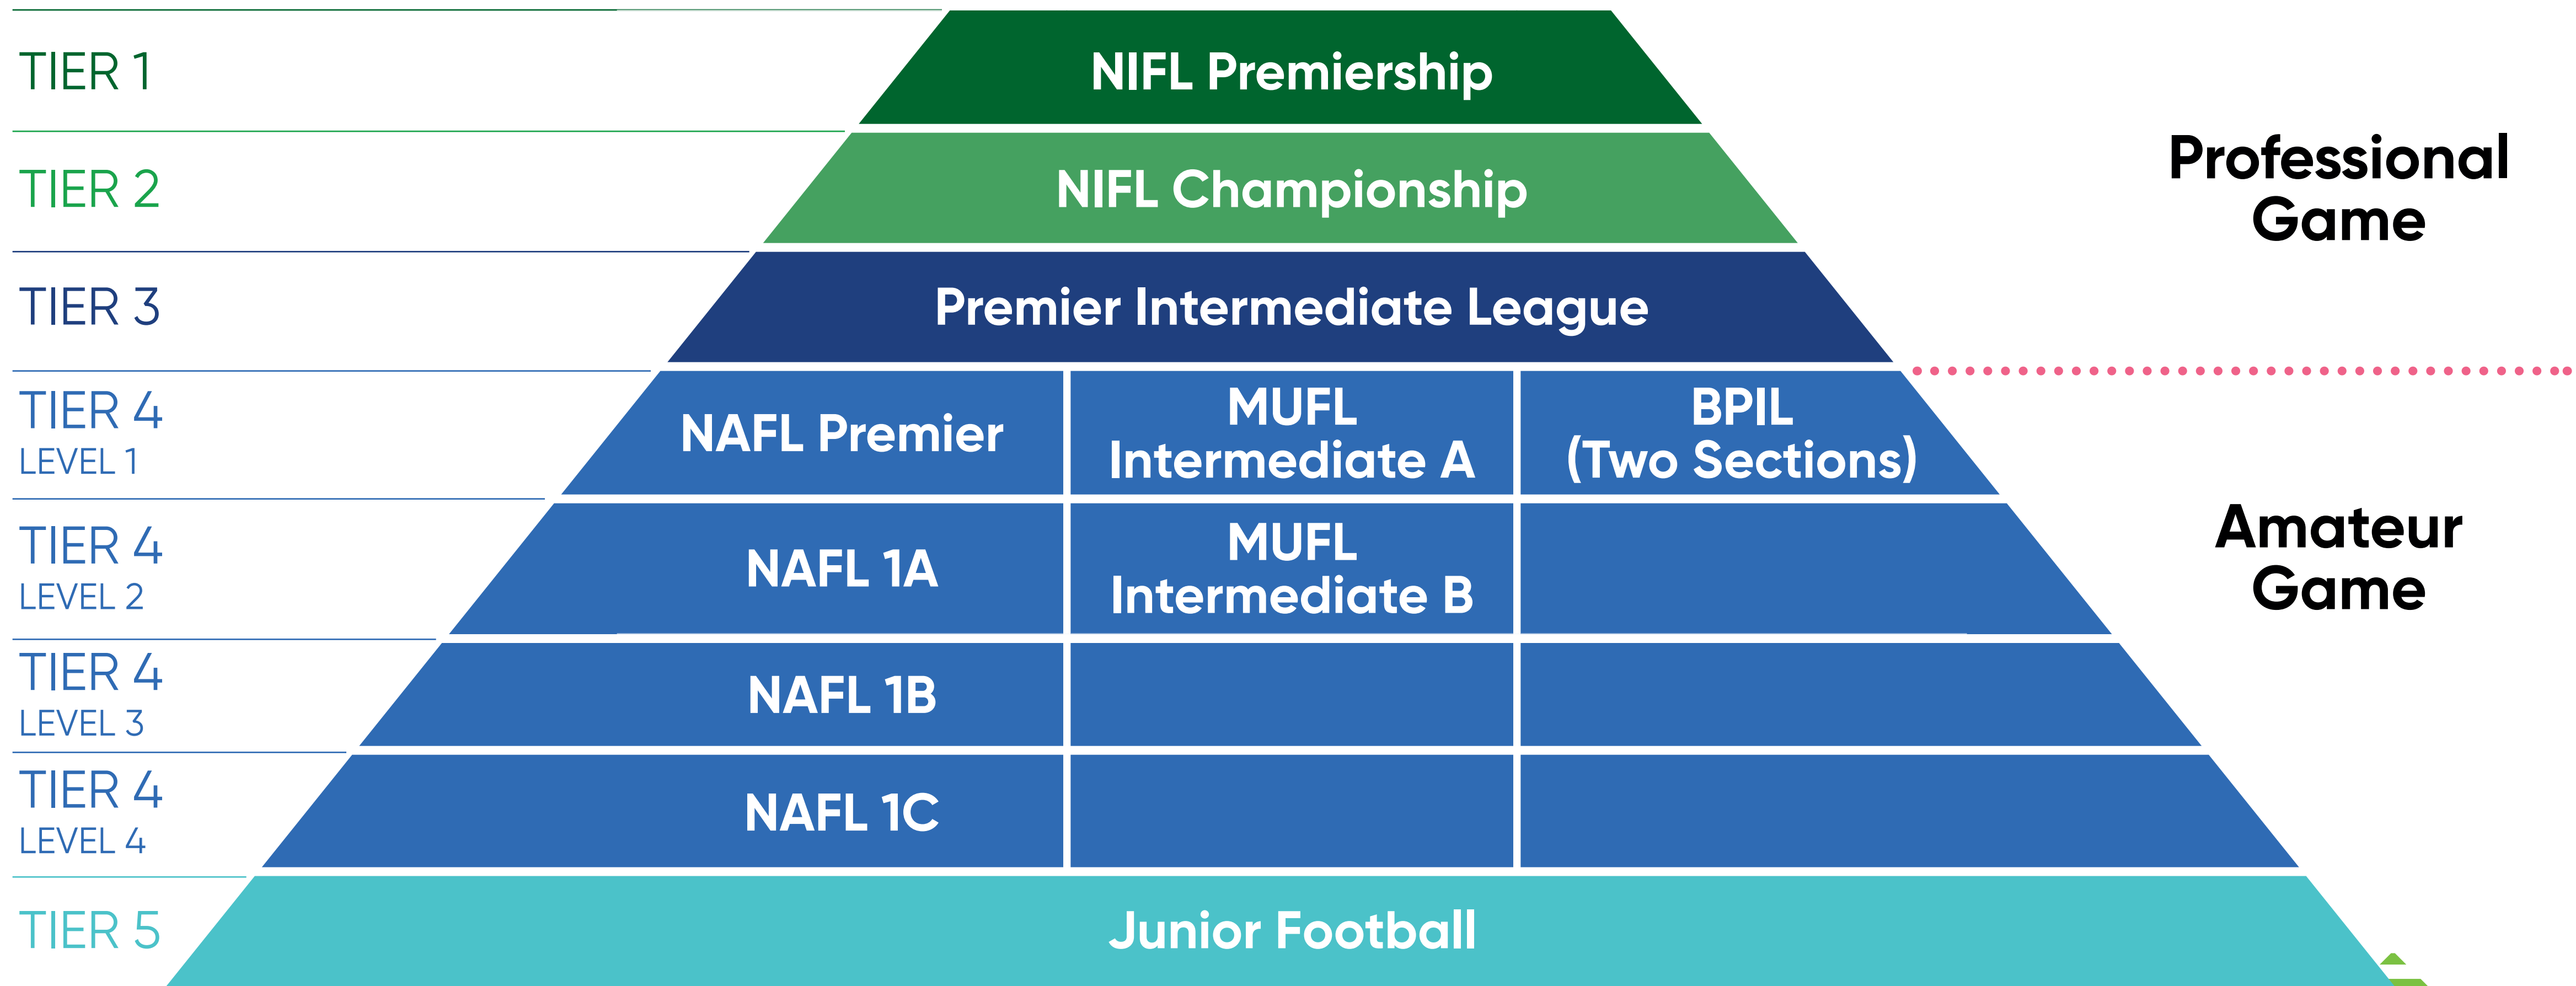 TIER 1
NIFL Premiership
TIER 2
NIFL Championship
Professional
Game
TIER 3
Premier Intermediate League
TIER 4
LEVEL 1
NAFL Premier
MUFL
Intermediate A
BPIL
(Two Sections)
TIER 4
LEVEL 2
NAFL 1A
MUFL
Intermediate B
Amateur
Game
TIER 4
LEVEL 3
NAFL 1B
TIER 4
LEVEL 4
NAFL 1C
TIER 5
Junior Football